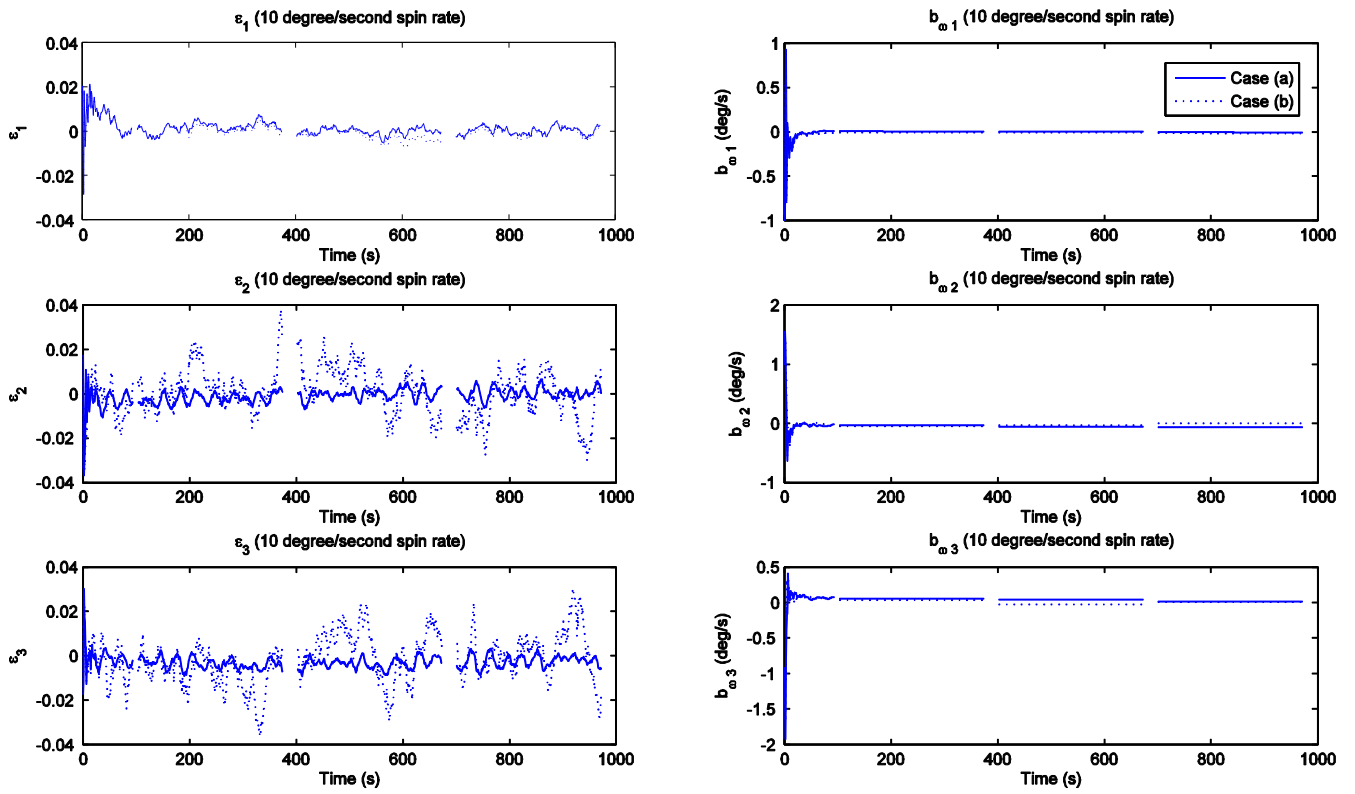 ε1 (10 degree/second spin rate)
0.04
0.02
0
-0.02
-0.04
ε1
0 200 400 600 800 1000
Time (s)
bω 1 (10 degree/second spin rate)
1
0.5
0
-0.5
-1
bω 1 (deg/s)
Case (a)
Case (b)
0 200 400 600 800 1000
Time (s)
ε2 (10 degree/second spin rate)
0.04
0.02
0
-0.02
-0.04
ε2
0 200 400 600 800 1000
Time (s)
bω 2 (10 degree/second spin rate)
2
1
0
-1
bω 2 (deg/s)
0 200 400 600 800 1000
Time (s)
ε3 (10 degree/second spin rate)
0.04
0.02
0
-0.02
-0.04
ε3
0 200 400 600 800 1000
Time (s)
bω 3 (10 degree/second spin rate)
0.5
0
-0.5
-1
-1.5
-2
bω 3 (deg/s)
0 200 400 600 800 1000
Time (s)